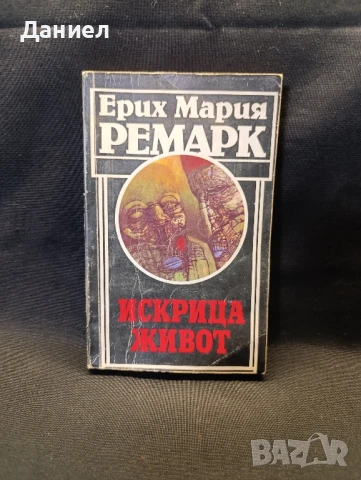 Даниел
Ерих Мария
РЕМАРК
ИСКРИЦА
ЖИВОТ
BAZAR